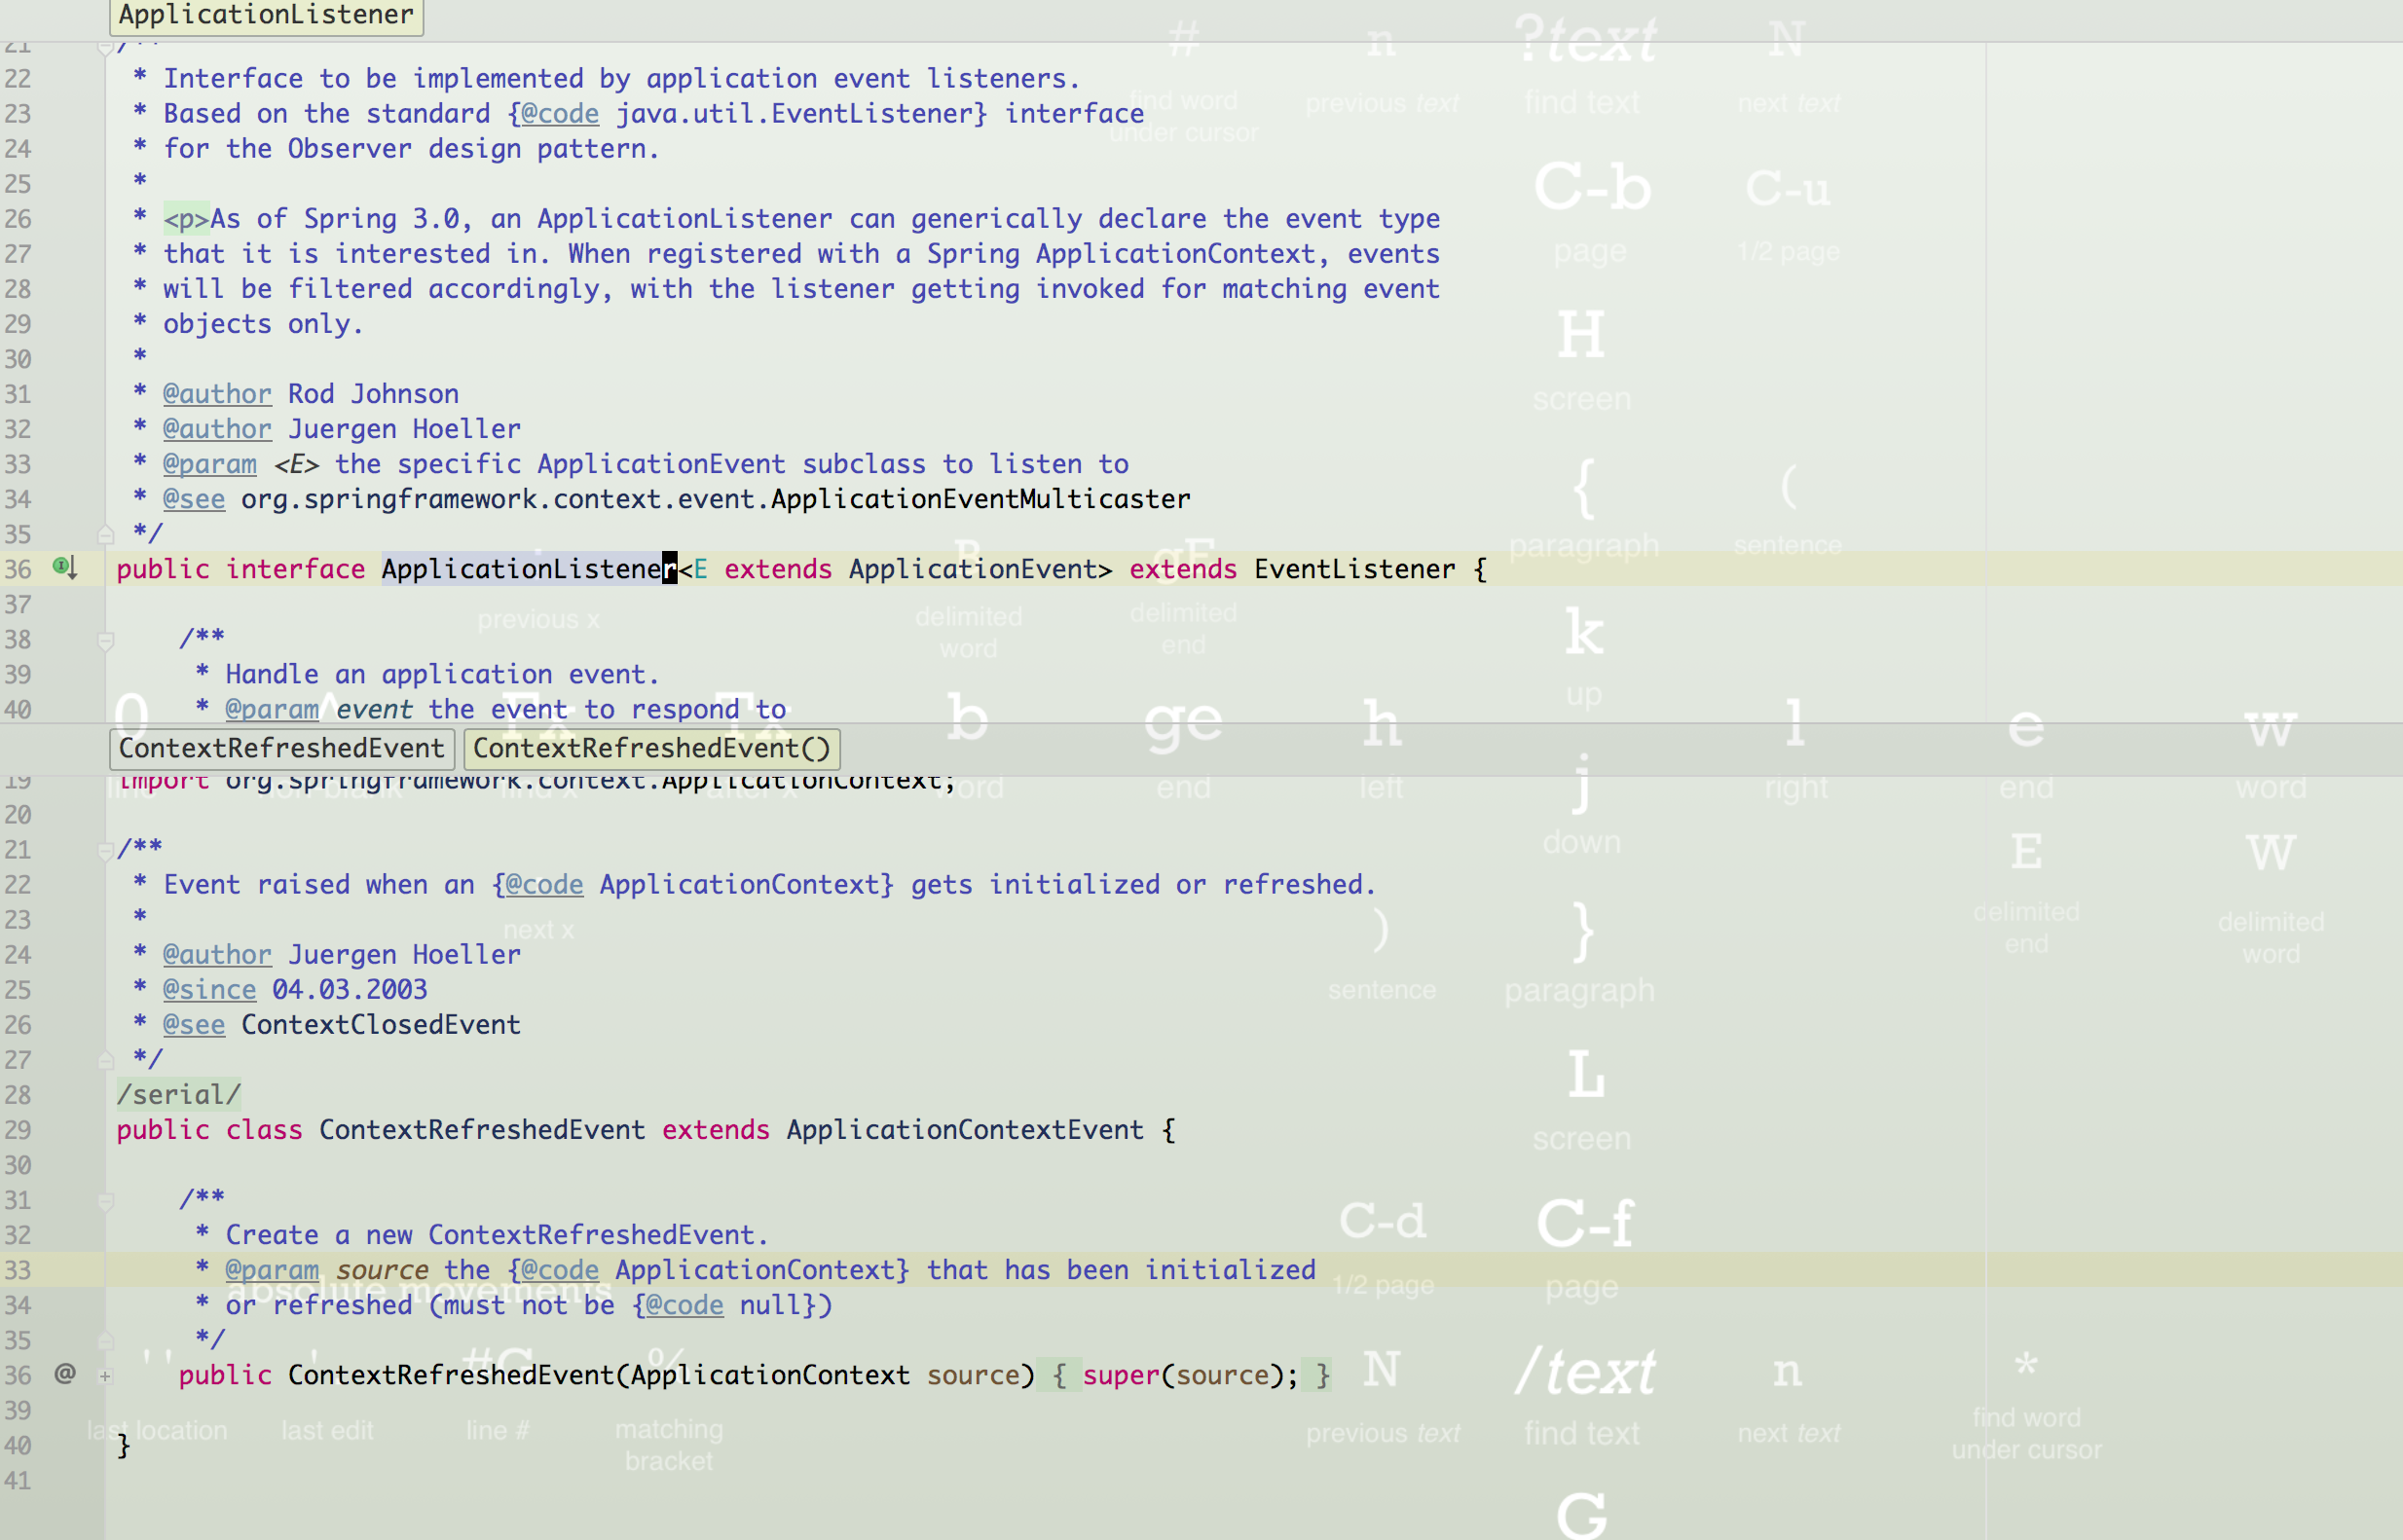 ApplicationListener
21 /**
22 * Interface to be implemented by application event listeners.
23 * Based on the standard {@code java.util.EventListener} interface
24 * for the Observer design pattern.
25 *
26 * <p>As of Spring 3.0, an ApplicationListener can generically declare the event type
27 * that it is interested in. When registered with a Spring ApplicationContext, events
28 * will be filtered accordingly, with the listener getting invoked for matching event
29 * objects only.
30 *
31 * @author Rod Johnson
32 * @author Juergen Hoeller
33 * @param <E> the specific ApplicationEvent subclass to listen to
34 * @see org.springframework.context.event.ApplicationEventMulticaster
35 */
36 public interface ApplicationListener<E extends ApplicationEvent> extends EventListener {
37
38 /**
39 * Handle an application event.
40 * @param event the event to respond to
ContextRefreshedEvent ContextRefreshedEvent()
19 import org.springframework.context.ApplicationContext;
20
21 /**
22 * Event raised when an {@code ApplicationContext} gets initialized or refreshed.
23 *
24 * @author Juergen Hoeller
25 * @since 04.03.2003
26 * @see ContextClosedEvent
27 */
28 /serial/
29 public class ContextRefreshedEvent extends ApplicationContextEvent {
30
31 /**
32 * Create a new ContextRefreshedEvent.
33 * @param source the {@code ApplicationContext} that has been initialized
34 * or refreshed (must not be {@code null})
35 */
36 @ + public ContextRefreshedEvent(ApplicationContext source) { super(source); }
39
40 }
41
# n ?text N
find word under cursor previous text find text next text
C-b C-u
page 1/2 page
H
screen
{ (
paragraph sentence
B gE
previous x delimited word delimited end
k
up
0 ^ Fx Tx b ge h l e w
line non-blank find x after x word end left right end word
j
down
E W
delimited end delimited word
next x
) }
sentence paragraph
L
screen
C-d C-f
1/2 page page
absolute movements
'' ' #G % N /text n *
last location last edit line # matching bracket previous text find text next text find word under cursor
G